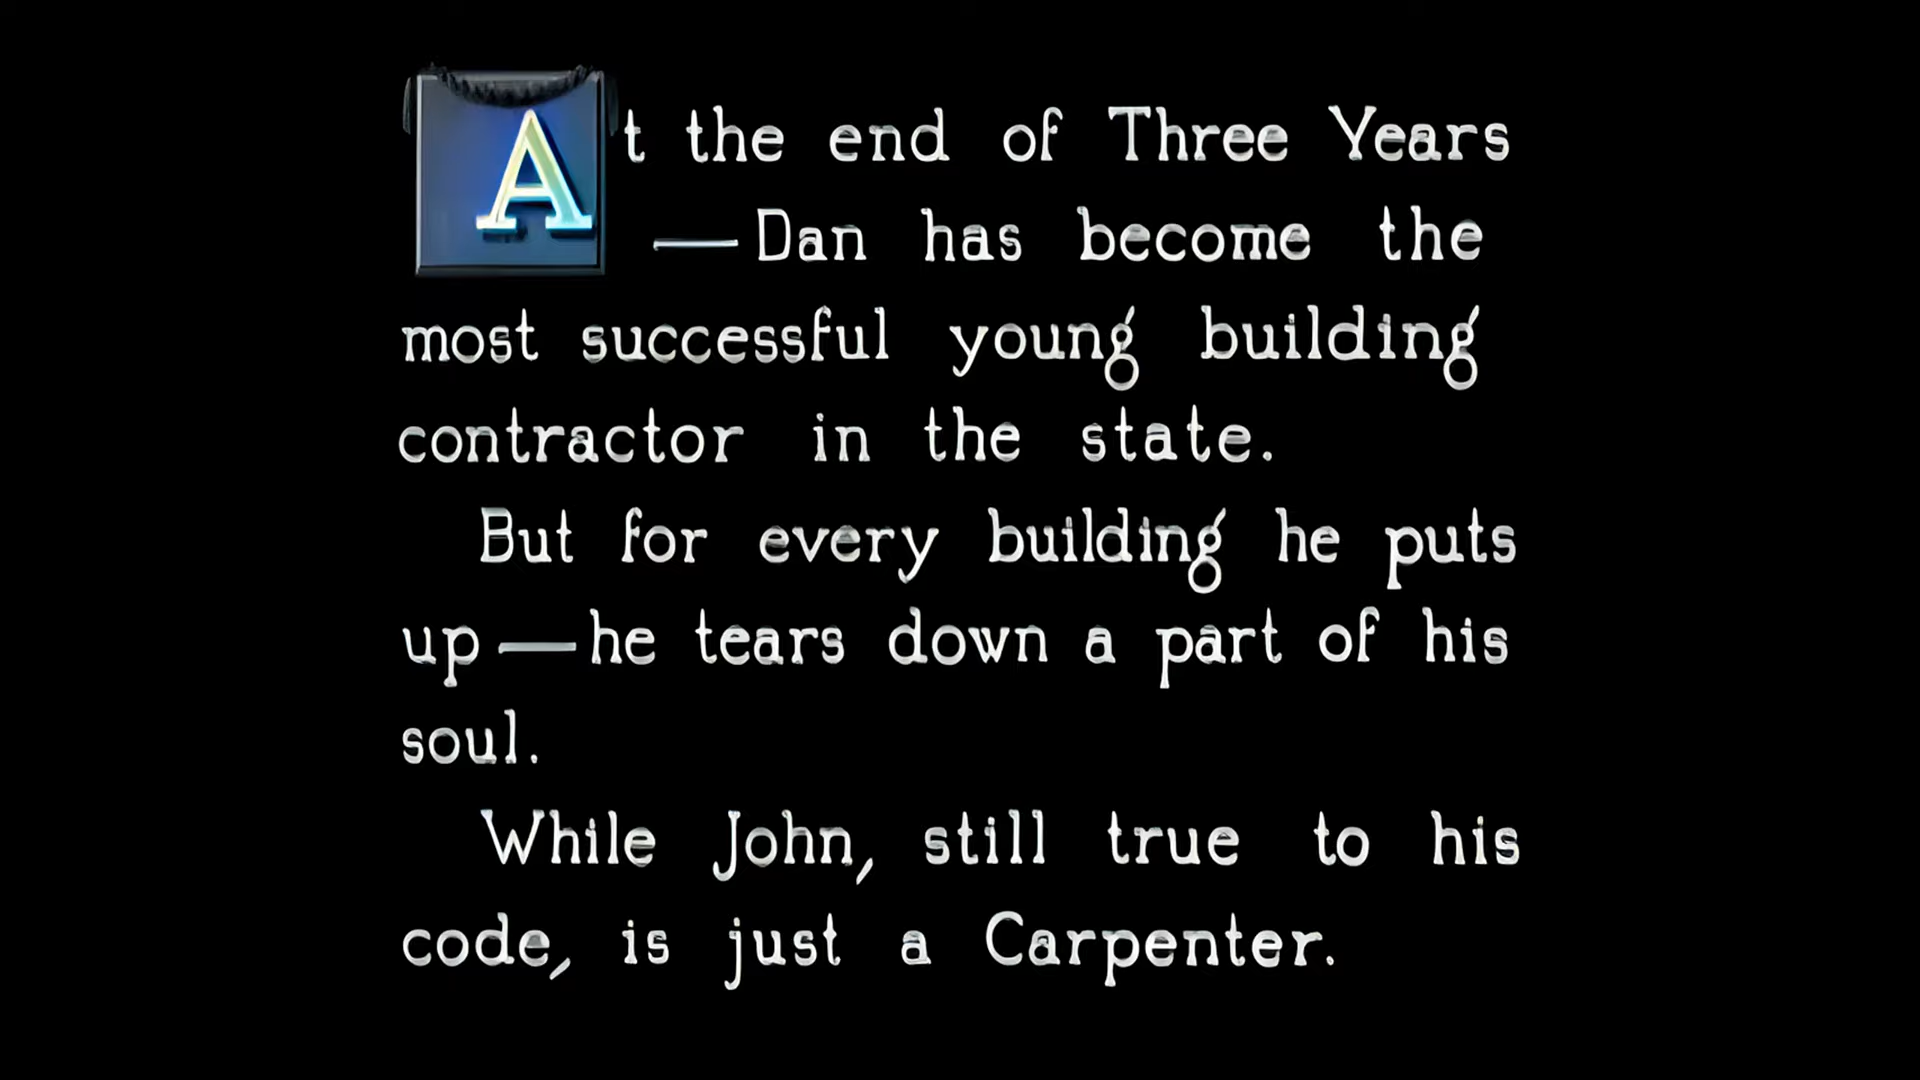 At the end of Three Years
—Dan has become the
most successful young building
contractor in the state.
But for every building he puts
up—he tears down a part of his
soul.
While John, still true to his
code, is just a Carpenter.